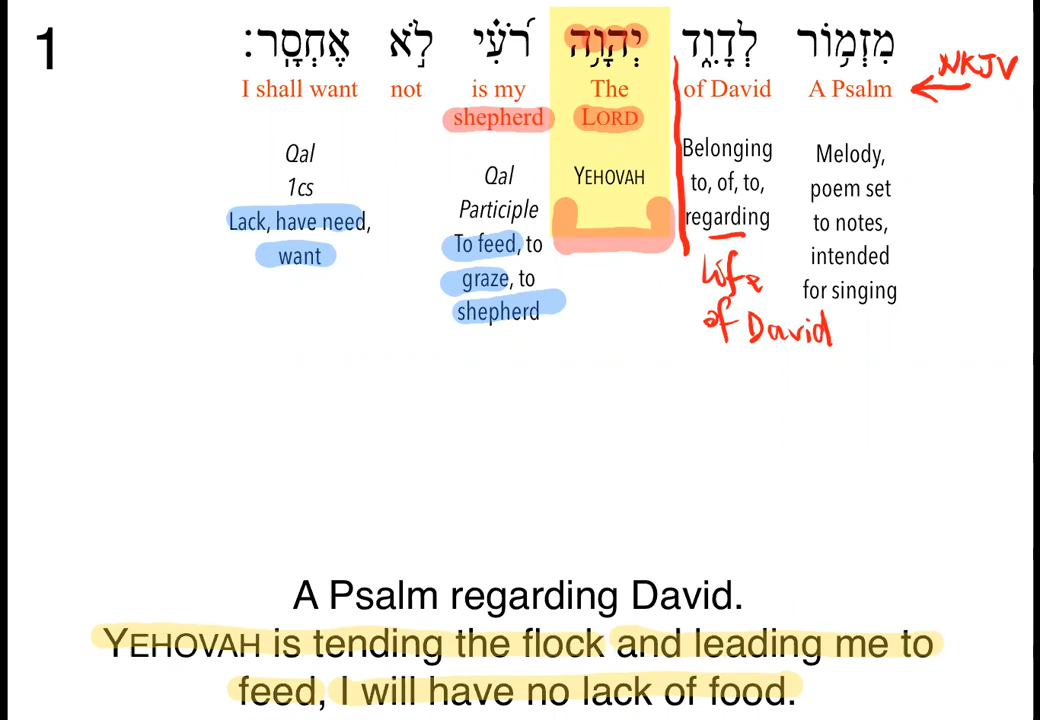 1
מִזְמ֥וֹר לְדָוִ֑ד יְהוָ֥ה רֹ֝עִ֗י לֹ֣א אֶחְסָֽר׃
I shall want not is my The of David A Psalm NKJV
shepherd LORD
Qal
1cs
Lack, have need,
want
Qal
Participle
To feed, to
graze, to
shepherd
YEHOVAH
Belonging
to, of, to,
regarding
Life
of David
Melody,
poem set
to notes,
intended
for singing
A Psalm regarding David.
YEHOVAH is tending the flock and leading me to
feed, I will have no lack of food.